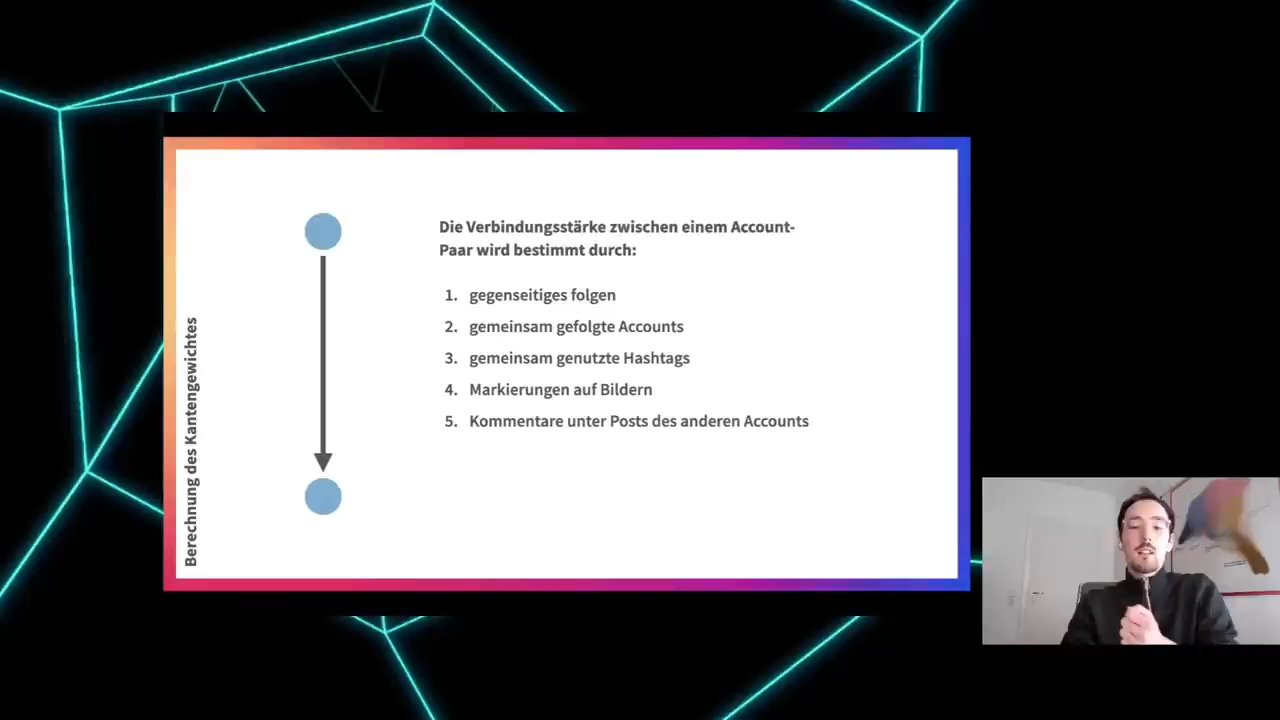 Die Verbindungsstärke zwischen einem Account-
Paar wird bestimmt durch:
1. gegenseitiges folgen
2. gemeinsam gefolgte Accounts
3. gemeinsam genutzte Hashtags
4. Markierungen auf Bildern
5. Kommentare unter Posts des anderen Accounts
Berechnung des Kantengewichtes